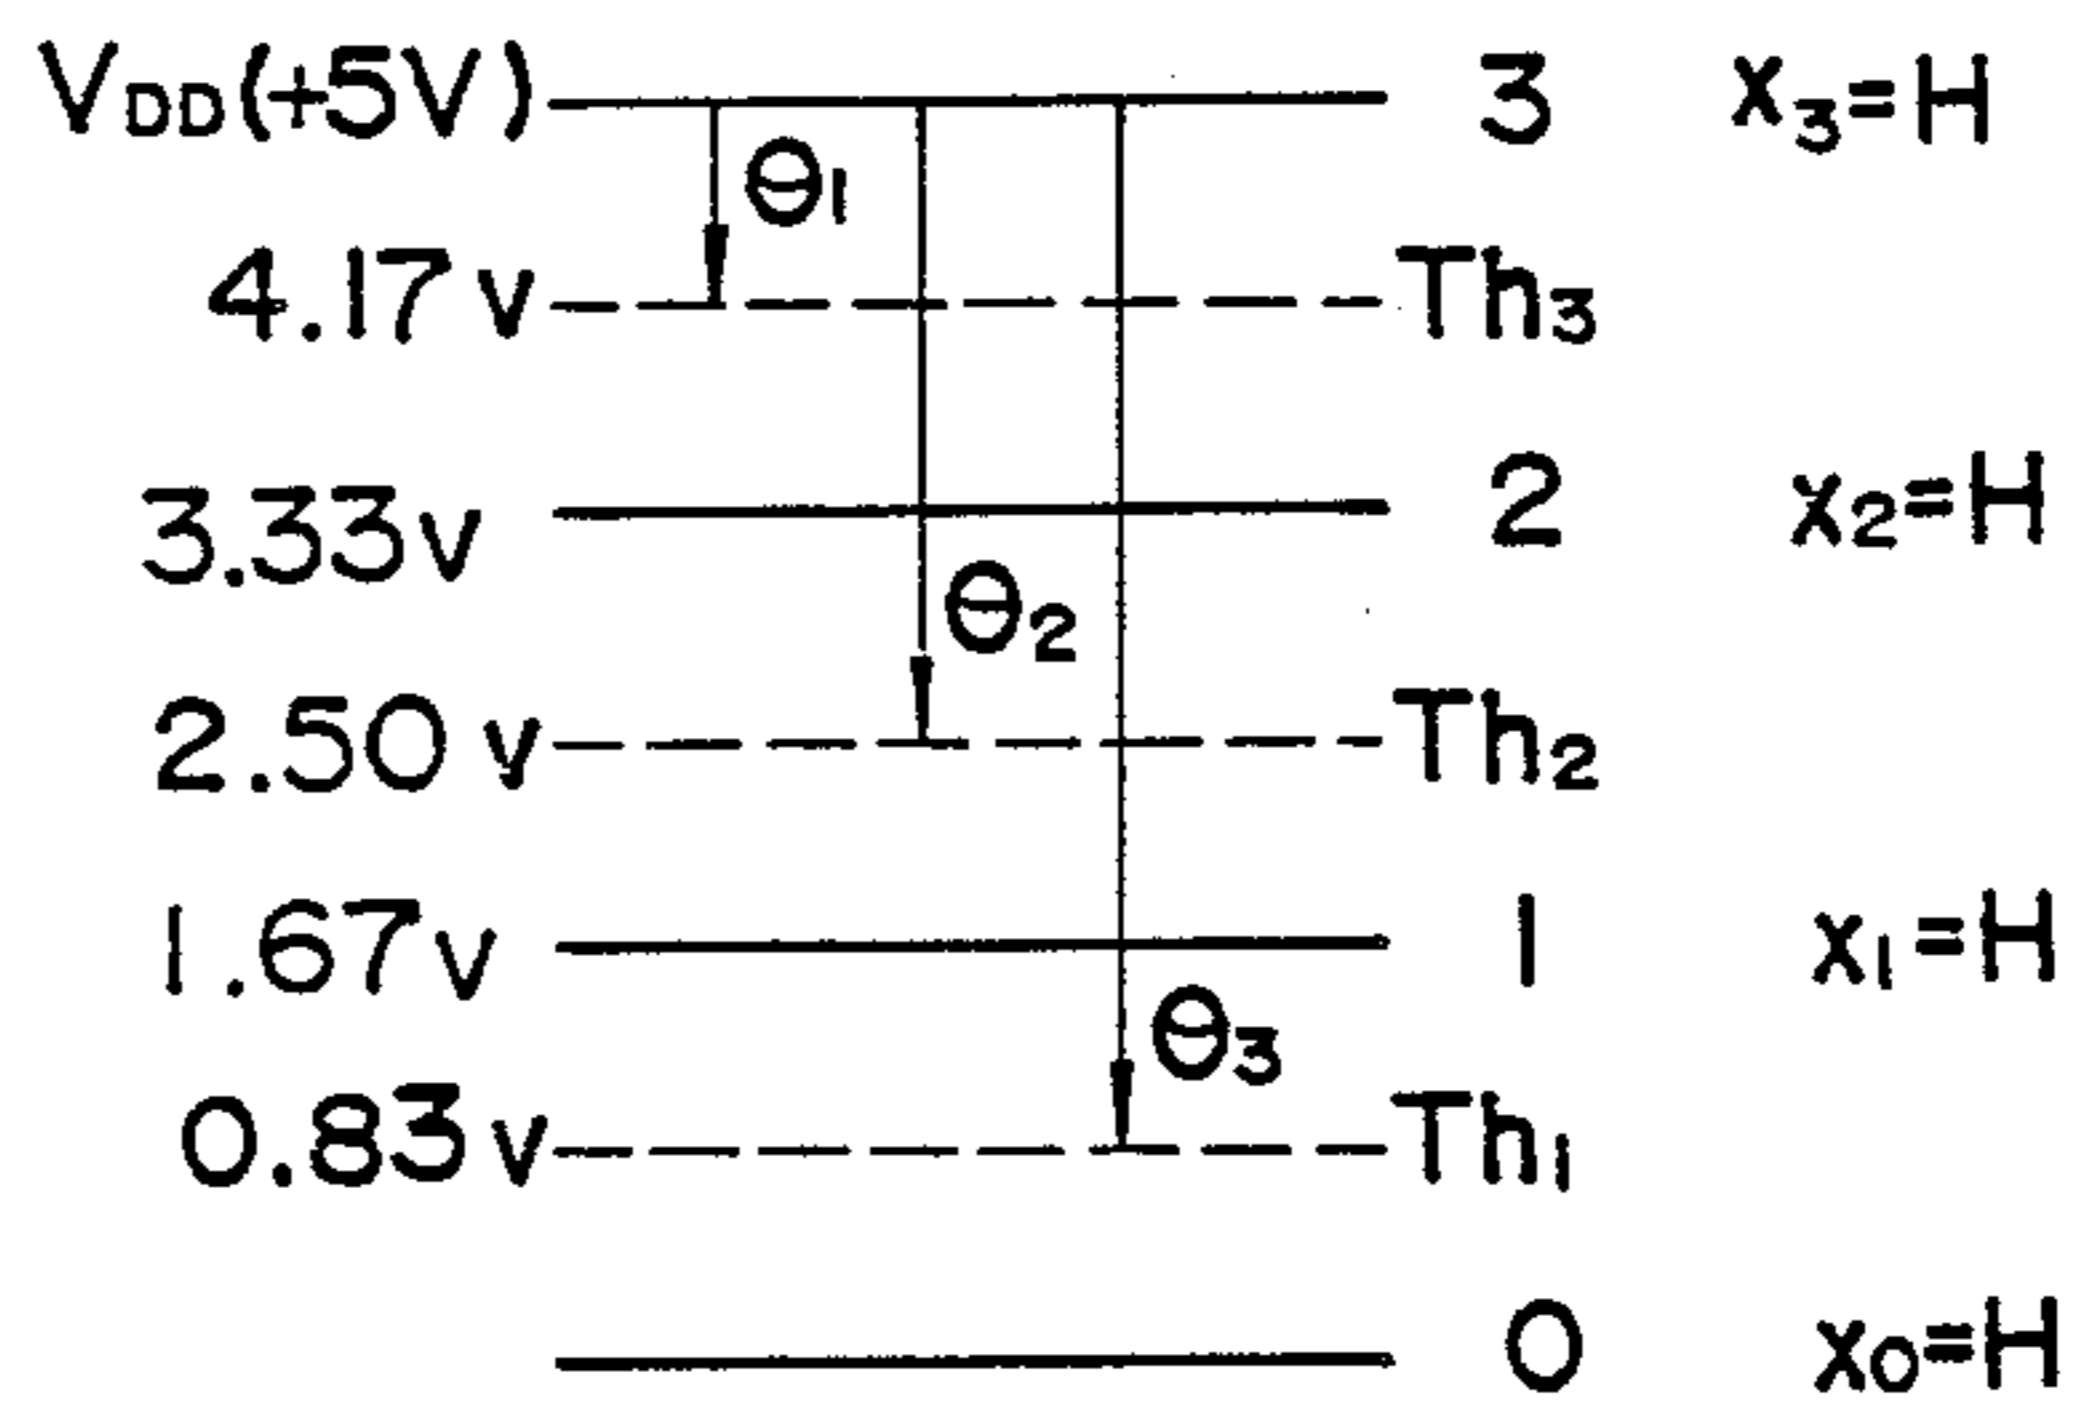 VDD(+5V) 3 x3=H
θ1
4.17v Th3
3.33v 2 x2=H
θ2
2.50v Th2
1.67v 1 x1=H
θ3
0.83v Th1
0 x0=H